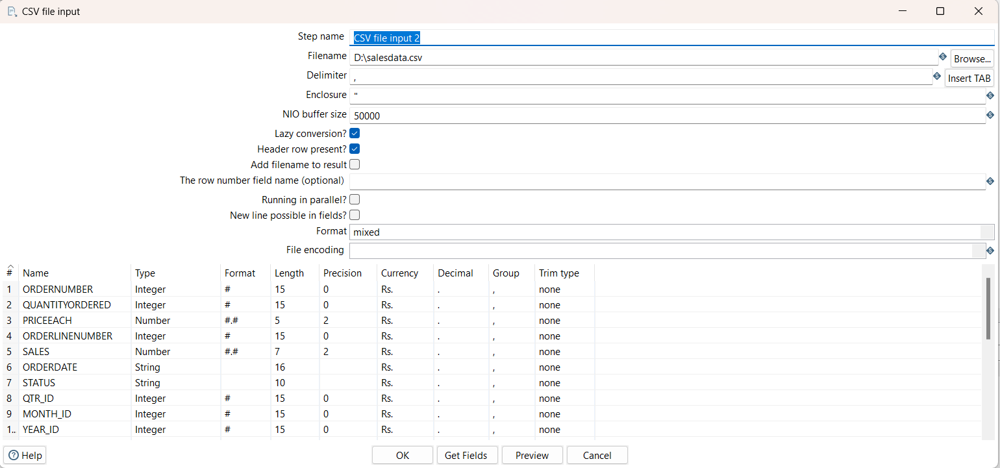 CSV file input
Step name CSV file input 2
Filename D:\salesdata.csv Browse...
Delimiter , Insert TAB
Enclosure "
NIO buffer size 50000
Lazy conversion?
Header row present?
Add filename to result
The row number field name (optional)
Running in parallel?
New line possible in fields?
Format mixed
File encoding
# Name Type Format Length Precision Currency Decimal Group Trim type
1 ORDERNUMBER Integer # 15 0 Rs. . , none
2 QUANTITYORDERED Integer # 15 0 Rs. . , none
3 PRICEEACH Number #.# 5 2 Rs. . , none
4 ORDERLINENUMBER Integer # 15 0 Rs. . , none
5 SALES Number #.# 7 2 Rs. . , none
6 ORDERDATE String 16 Rs. . , none
7 STATUS String 10 Rs. . , none
8 QTR_ID Integer # 15 0 Rs. . , none
9 MONTH_ID Integer # 15 0 Rs. . , none
1.. YEAR_ID Integer # 15 0 Rs. . , none
Help OK Get Fields Preview Cancel